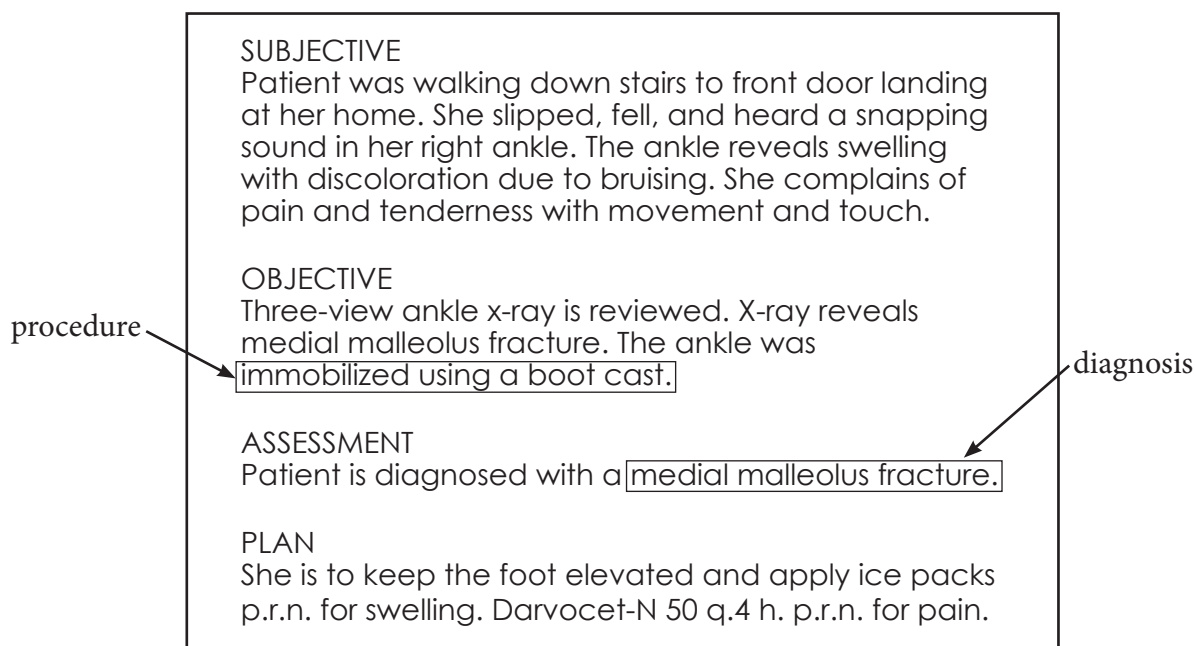 SUBJECTIVE
Patient was walking down stairs to front door landing
at her home. She slipped, fell, and heard a snapping
sound in her right ankle. The ankle reveals swelling
with discoloration due to bruising. She complains of
pain and tenderness with movement and touch.
OBJECTIVE
Three-view ankle x-ray is reviewed. X-ray reveals
medial malleolus fracture. The ankle was
procedure
immobilized using a boot cast.
diagnosis
ASSESSMENT
Patient is diagnosed with a medial malleolus fracture.
PLAN
She is to keep the foot elevated and apply ice packs
p.r.n. for swelling. Darvocet-N 50 q.4 h. p.r.n. for pain.